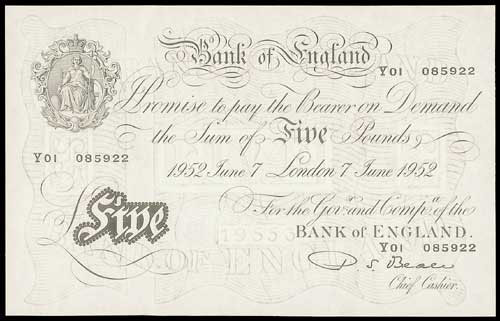 Bank of England
Y01 085922
I Promise to pay the Bearer on Demand
the Sum of Five Pounds
Y01 085922
1952 June 7 London 7 June 1952
For the Govr. and Compa. of the
Five
BANK of ENGLAND.
Y01 085922
P. S. Beale
Chief Cashier.